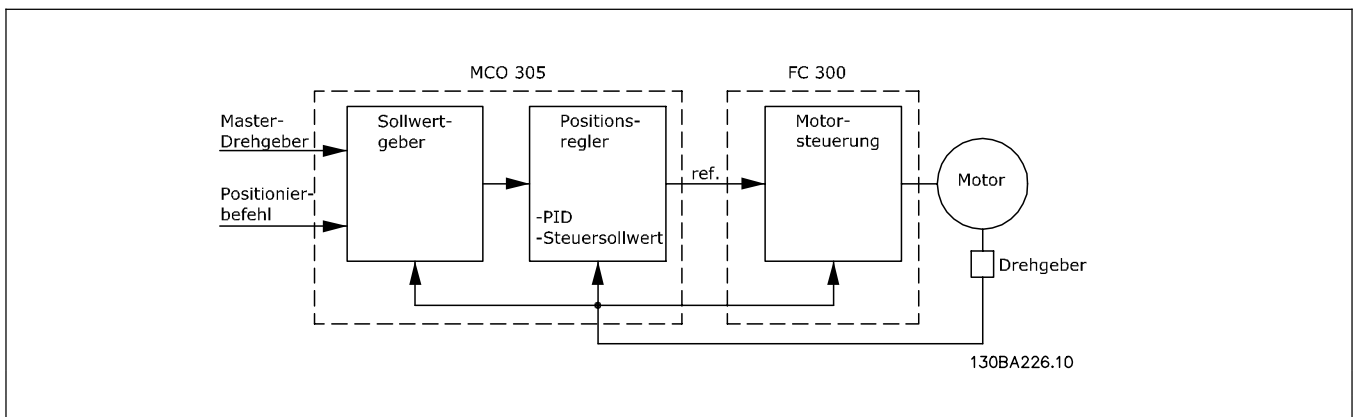 MCO 305
FC 300
Master-
Drehgeber
Positionier-
befehl
Sollwert-
geber
Positions-
regler
-PID
-Steuersollwert
ref.
Motor-
steuerung
Motor
Drehgeber
130BA226.10